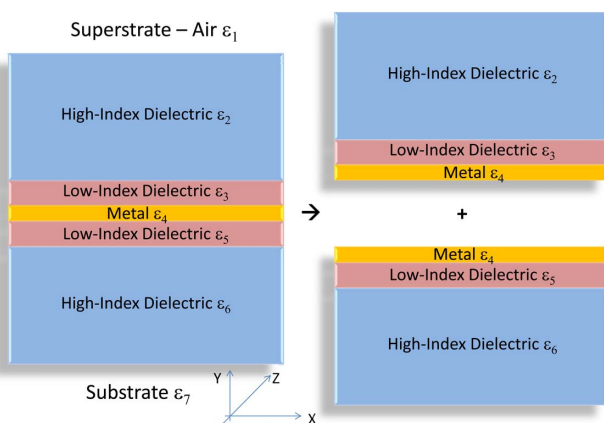 Superstrate – Air ε1
High-Index Dielectric ε2
Low-Index Dielectric ε3
Metal ε4
Low-Index Dielectric ε5
High-Index Dielectric ε6
Substrate ε7
Y
Z
X
→
High-Index Dielectric ε2
Low-Index Dielectric ε3
Metal ε4
+
Metal ε4
Low-Index Dielectric ε5
High-Index Dielectric ε6